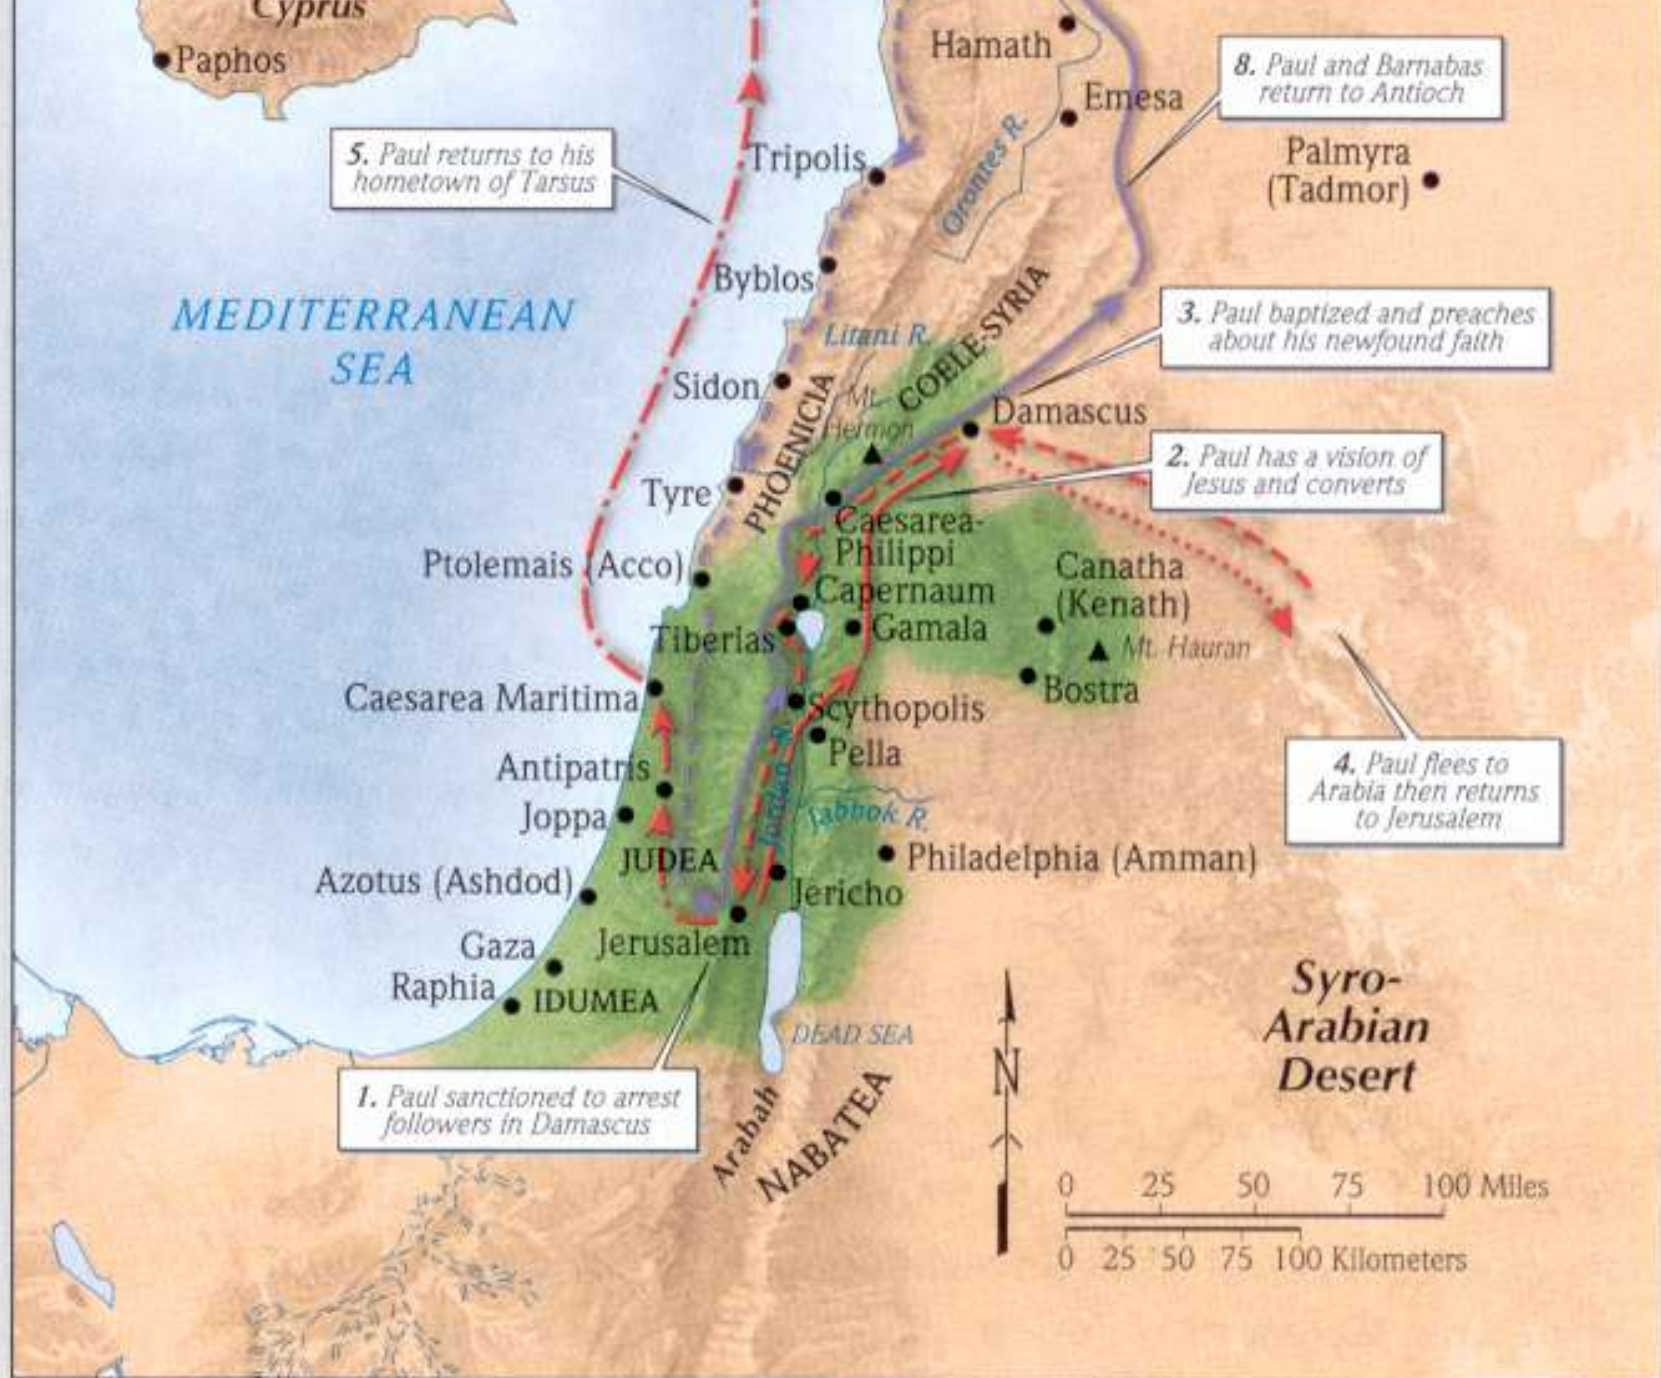 Cyprus
Paphos
Hamath
Emesa
8. Paul and Barnabas
return to Antioch
5. Paul returns to his
hometown of Tarsus
Tripolis
Orontes R.
Palmyra
(Tadmor)
Byblos
MEDITERRANEAN
SEA
Litani R.
COELE-SYRIA
3. Paul baptized and preaches
about his newfound faith
Sidon
PHOENICIA
Mt.
Hermon
Damascus
2. Paul has a vision of
Jesus and converts
Tyre
Caesarea-
Philippi
Ptolemais (Acco)
Capernaum
Canatha
(Kenath)
Tiberias
Gamala
Mt. Hauran
Caesarea Maritima
Scythopolis
Bostra
Pella
Antipatris
Jordan R.
4. Paul flees to
Arabia then returns
to Jerusalem
Joppa
Jabbok R.
JUDEA
Philadelphia (Amman)
Azotus (Ashdod)
Jericho
Gaza
Jerusalem
Raphia
IDUMEA
Syro-
Arabian
Desert
DEAD SEA
N
1. Paul sanctioned to arrest
followers in Damascus
Arabah
NABATEA
0 25 50 75 100 Miles
0 25 50 75 100 Kilometers